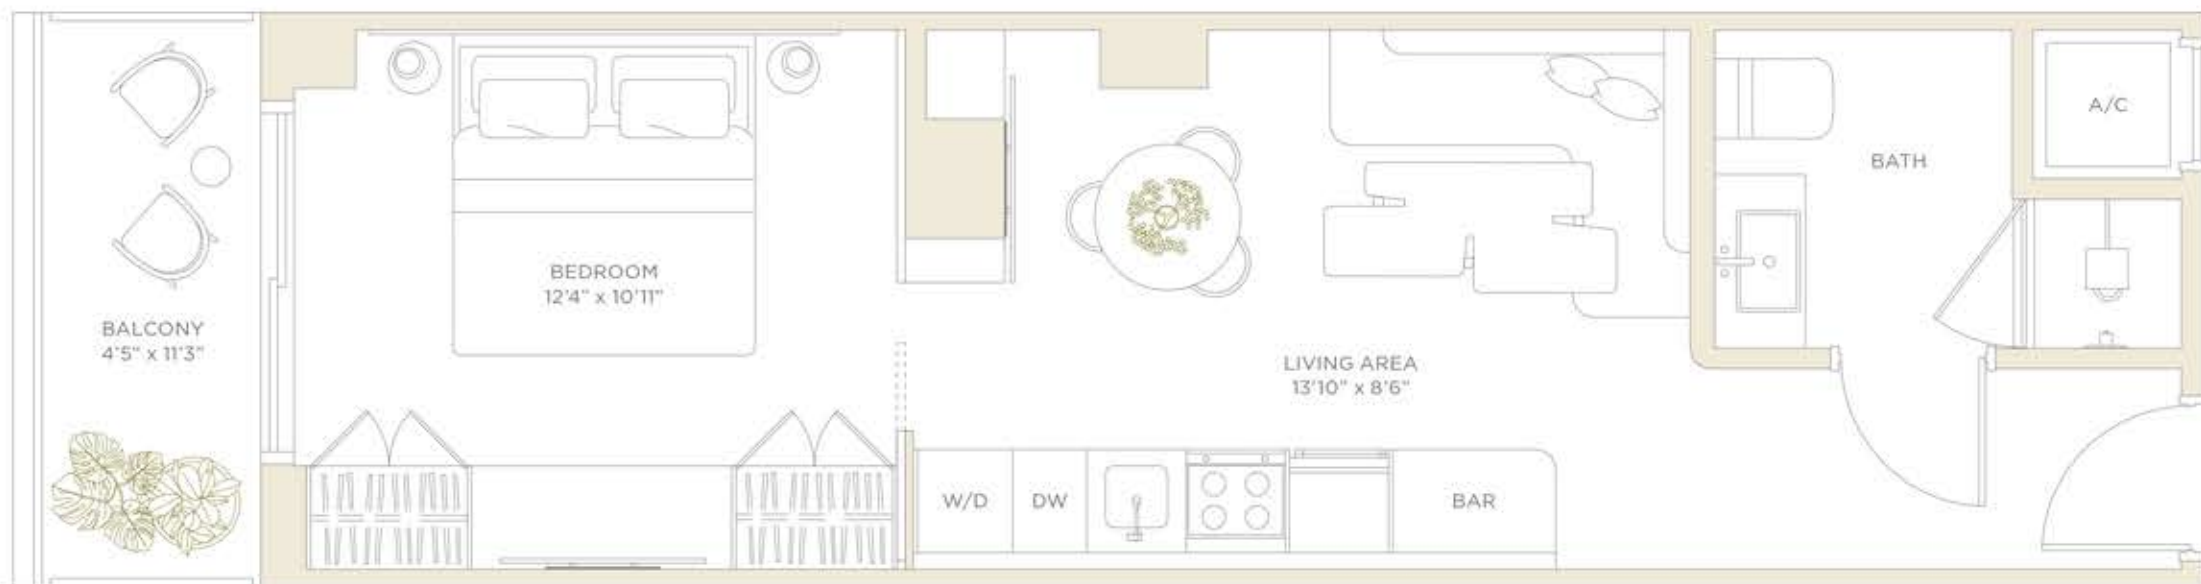 BALCONY
4'5" x 11'3"
BEDROOM
12'4" x 10'11"
LIVING AREA
13'10" x 8'6"
W/D
DW
BAR
BATH
A/C